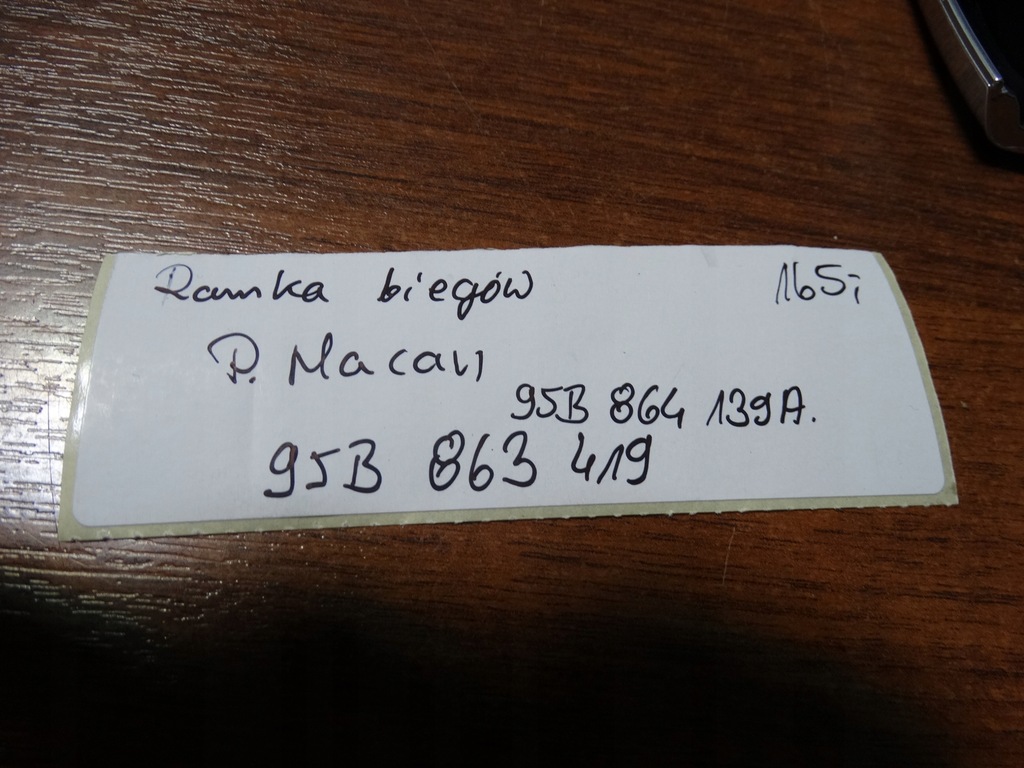 Ramka biegów 165;
P. Macan
95B 864 139A.
95B 863 419